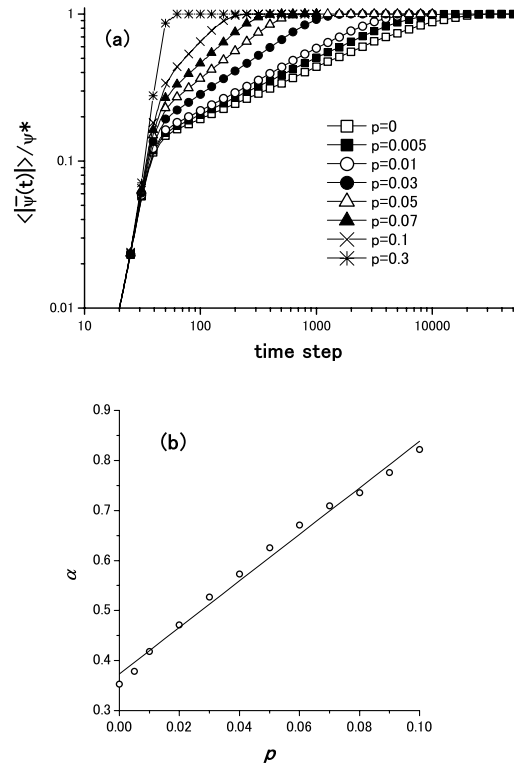 (a)
1
0.1
0.01
<|ψ̅(t)|>/ψ*
p=0
p=0.005
p=0.01
p=0.03
p=0.05
p=0.07
p=0.1
p=0.3
10 100 1000 10000
time step
(b)
0.9
0.8
0.7
0.6
0.5
0.4
0.3
α
0.00 0.02 0.04 0.06 0.08 0.10
p